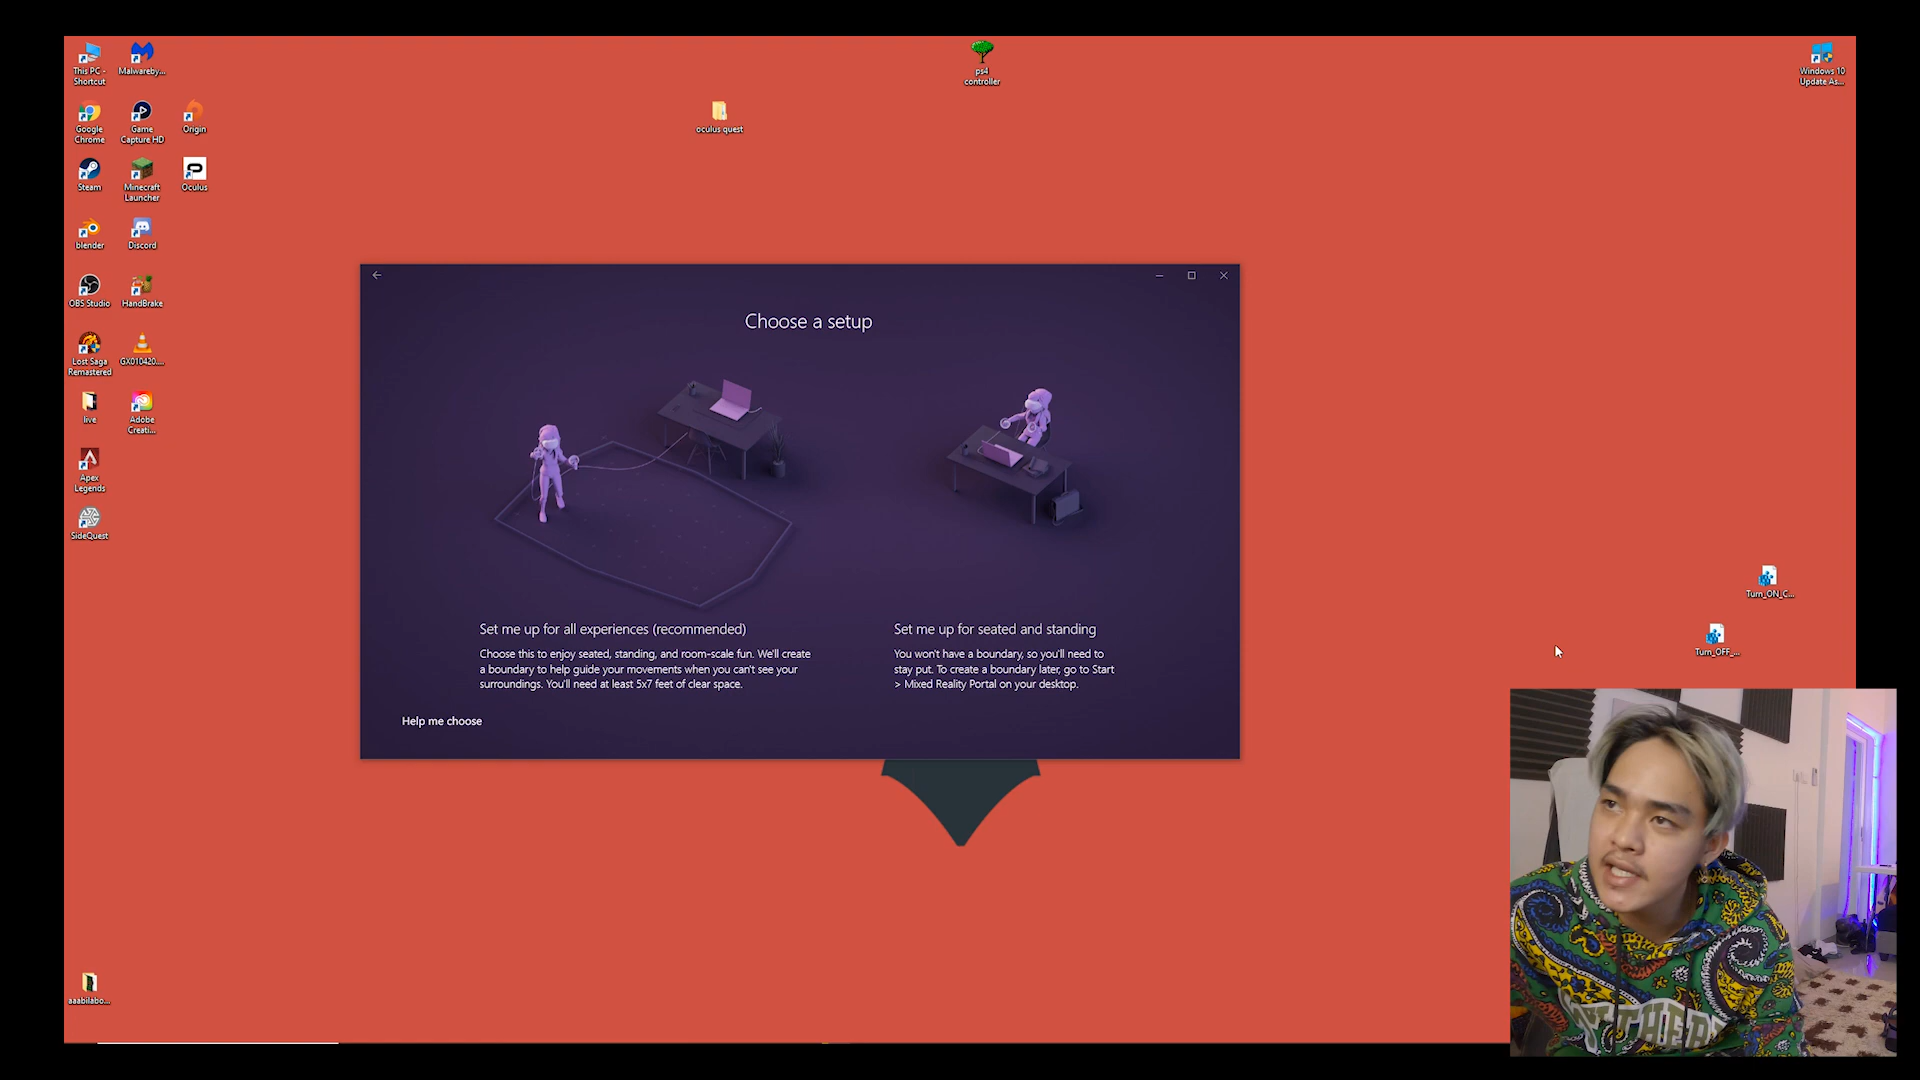 This PC -
Shortcut
Malwareby...
ps4
controller
Windows 10
Update As...
Google
Chrome
Game
Capture HD
Origin
oculus quest
Steam
Minecraft
Launcher
Oculus
blender
Discord
OBS Studio
HandBrake
Lost Saga
Remastered
GX010420....
live
Adobe
Creati...
Apex
Legends
SideQuest
Choose a setup
Set me up for all experiences (recommended)
Choose this to enjoy seated, standing, and room-scale fun. We'll create
a boundary to help guide your movements when you can't see your
surroundings. You'll need at least 5x7 feet of clear space.
Set me up for seated and standing
You won't have a boundary, so you'll need to
stay put. To create a boundary later, go to Start
> Mixed Reality Portal on your desktop.
Help me choose
Turn_ON_C...
Turn_OFF_...
aaabilabo...